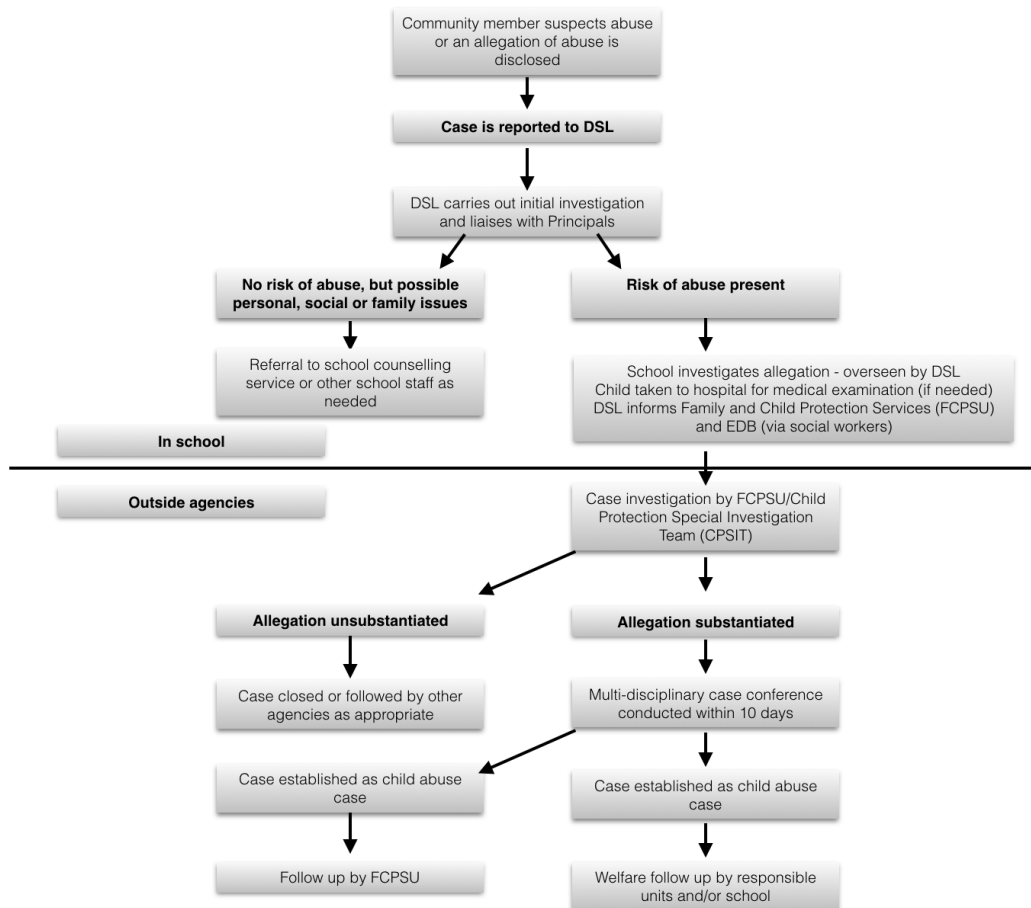 Community member suspects abuse
or an allegation of abuse is
disclosed
Case is reported to DSL
DSL carries out initial investigation
and liaises with Principals
No risk of abuse, but possible
personal, social or family issues
Risk of abuse present
Referral to school counselling
service or other school staff as
needed
School investigates allegation - overseen by DSL
Child taken to hospital for medical examination (if needed)
DSL informs Family and Child Protection Services (FCPSU)
and EDB (via social workers)
In school
Outside agencies
Case investigation by FCPSU/Child
Protection Special Investigation
Team (CPSIT)
Allegation unsubstantiated
Allegation substantiated
Case closed or followed by other
agencies as appropriate
Multi-disciplinary case conference
conducted within 10 days
Case established as child abuse
case
Case established as child abuse
case
Follow up by FCPSU
Welfare follow up by responsible
units and/or school